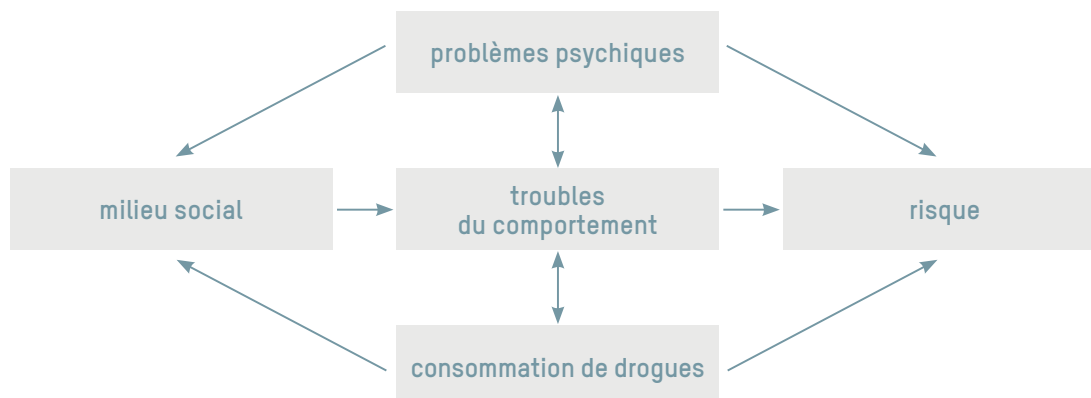 problèmes psychiques
milieu social
troubles
du comportement
risque
consommation de drogues